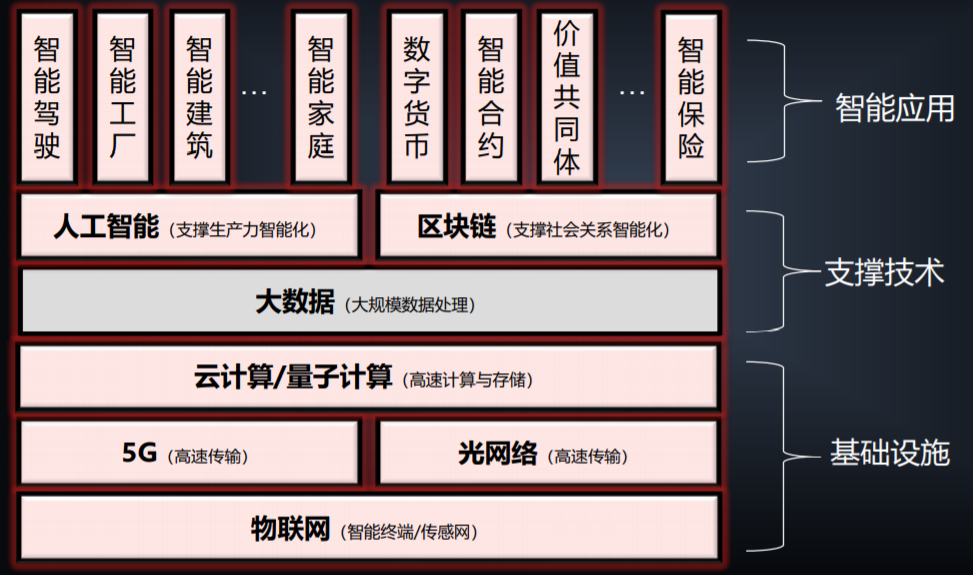 智能驾驶
智能工厂
智能建筑
...
智能家庭
数字货币
智能合约
价值共同体
...
智能保险
智能应用
人工智能（支撑生产力智能化）
区块链（支撑社会关系智能化）
支撑技术
大数据（大规模数据处理）
云计算/量子计算（高速计算与存储）
5G（高速传输）
光网络（高速传输）
基础设施
物联网（智能终端/传感网）